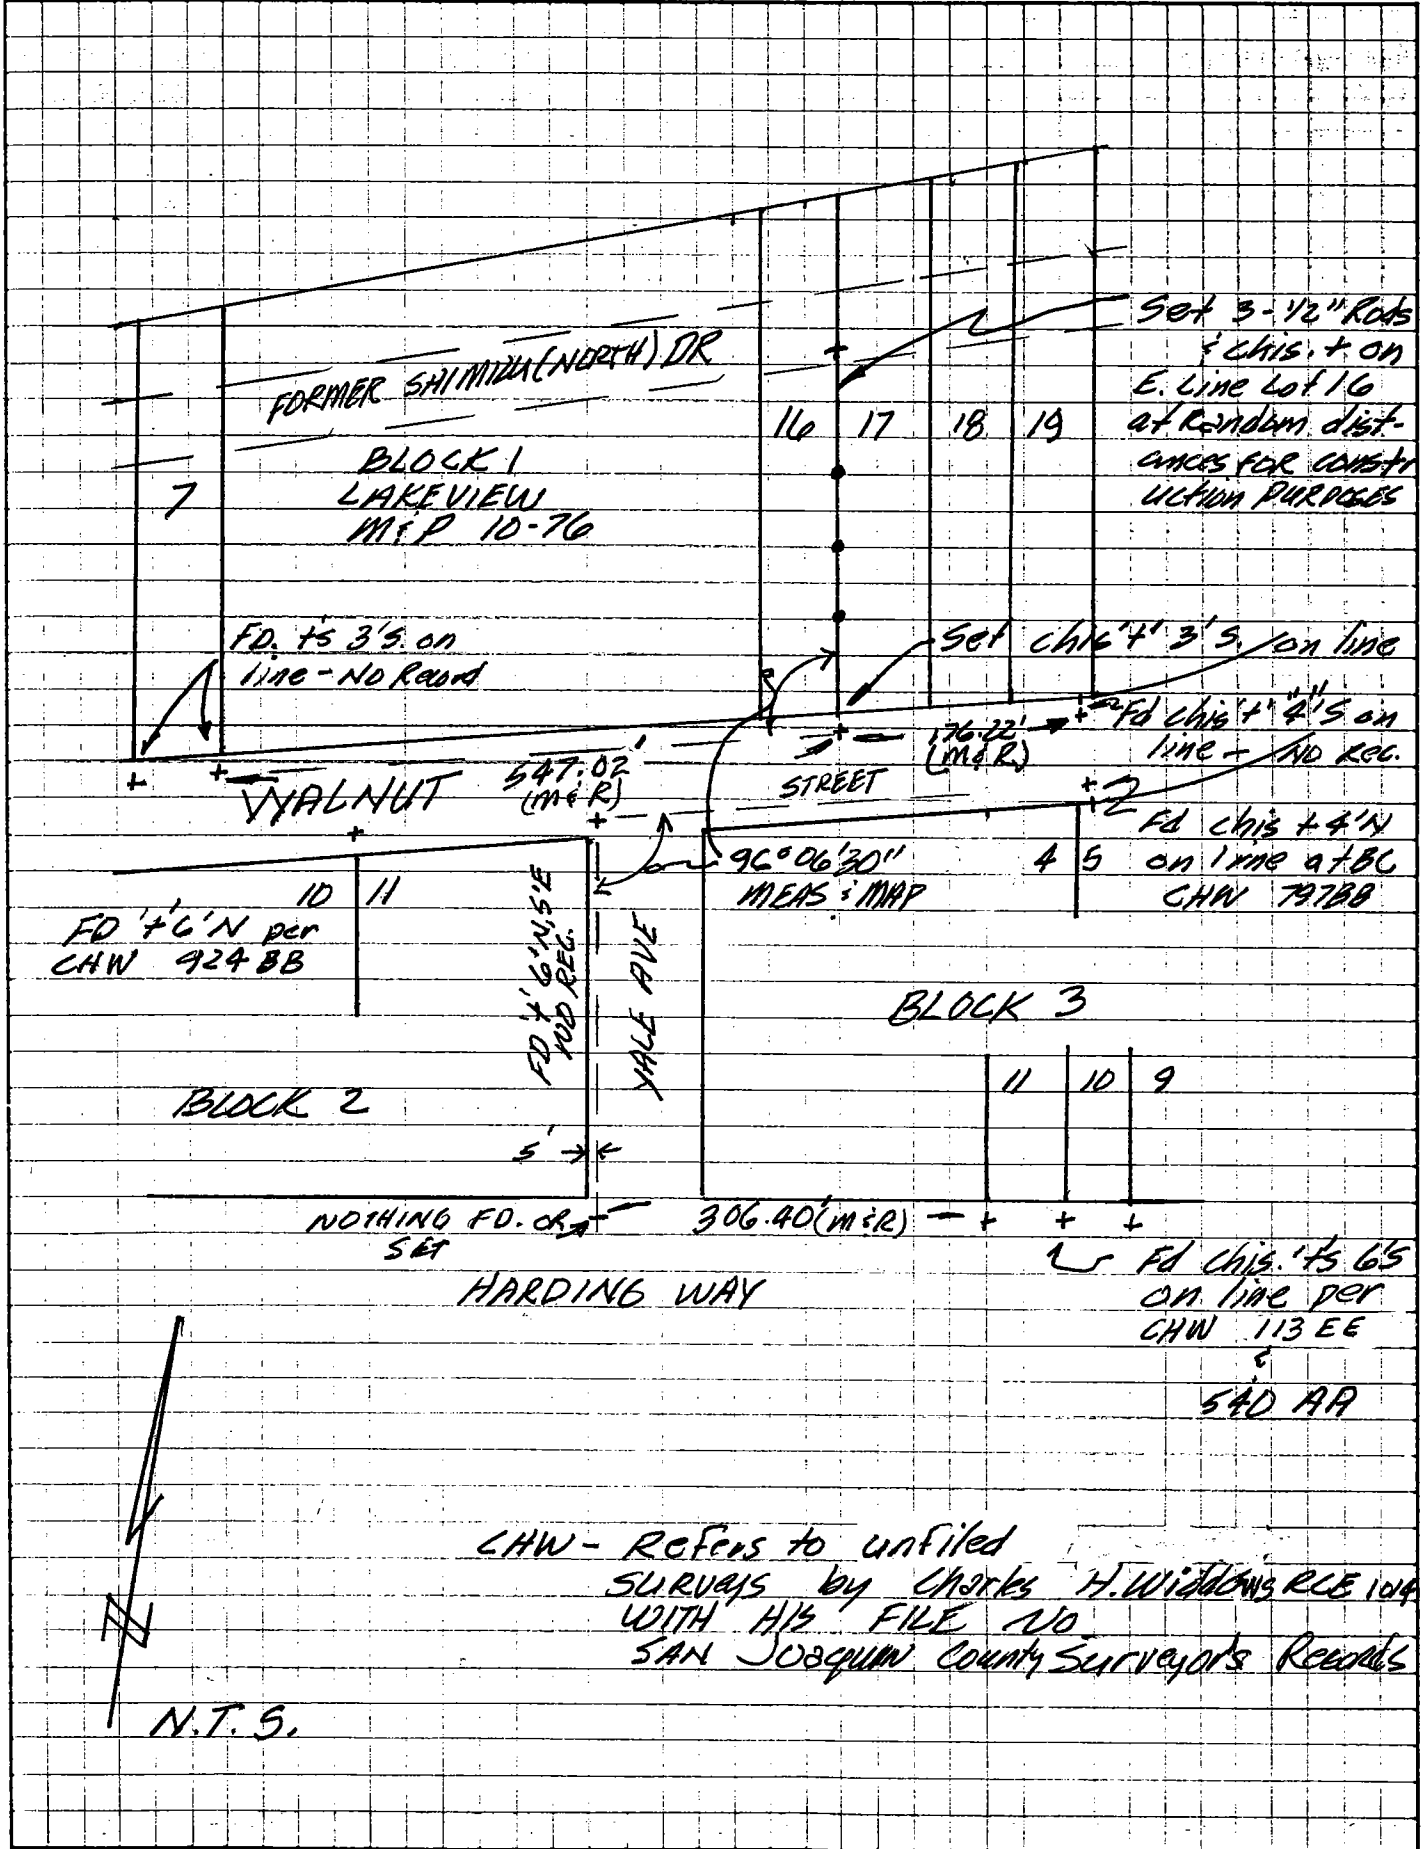 Set 3-1/2" Rods
& chis. + on
E. Line Lot 16
at Random dist-
ances FOR constr
uction PURPOSES
FORMER SHIMIZU (NORTH) DR
16 17 18 19
BLOCK 1
LAKEVIEW
M & P 10-76
7
FD. +s 3'S. on
line - NO Record
Set chis '+' 3'S. on line
Fd chis '+' 4'S on
line - NO REC.
176.22'
(M & R)
547.02'
(M & R)
WALNUT STREET
Fd chis + 4'N
on line at BC
CHW 797BB
96°06'30"
MEAS & MAP
4 5
10 11
FD '+' 6'N per
CHW 924 BB
FD '+' 6'N, 5'E
NO REC.
YALE AVE
BLOCK 3
BLOCK 2
11 10 9
5'
NOTHING FD. OR
SET
306.40' (M & R)
HARDING WAY
Fd chis. '+'s 6'S
on line per
CHW 113 EE
&
540 AA
CHW - Refers to unfiled
SURVEYS by Charles H. Widdows RCE
WITH HIS FILE NO.
SAN Joaquin County Surveyor's Records
N
N.T.S.